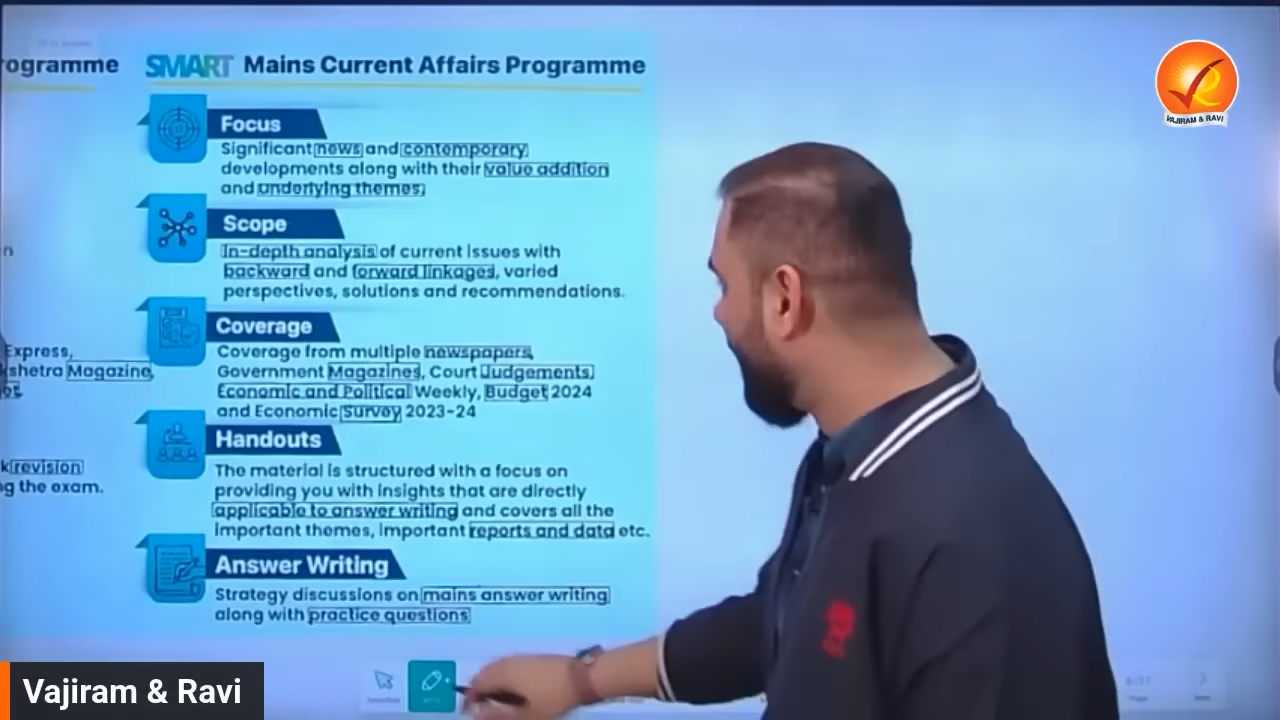 ogramme
SMART Mains Current Affairs Programme
Focus
Significant news and contemporary
developments along with their value addition
and underlying themes,
Scope
In-depth analysis of current issues with
backward and forward linkages, varied
perspectives, solutions and recommendations.
Coverage
Coverage from multiple newspapers,
Government Magazines, Court Judgements,
Economic and Political Weekly, Budget 2024
and Economic Survey 2023-24
Handouts
The material is structured with a focus on
providing you with insights that are directly
applicable to answer writing and covers all the
important themes, important reports and data etc.
Answer Writing
Strategy discussions on mains answer writing
along with practice questions
Express,
kshetra Magazine,
k revision
g the exam.
VAJIRAM & RAVI
Vajiram & Ravi